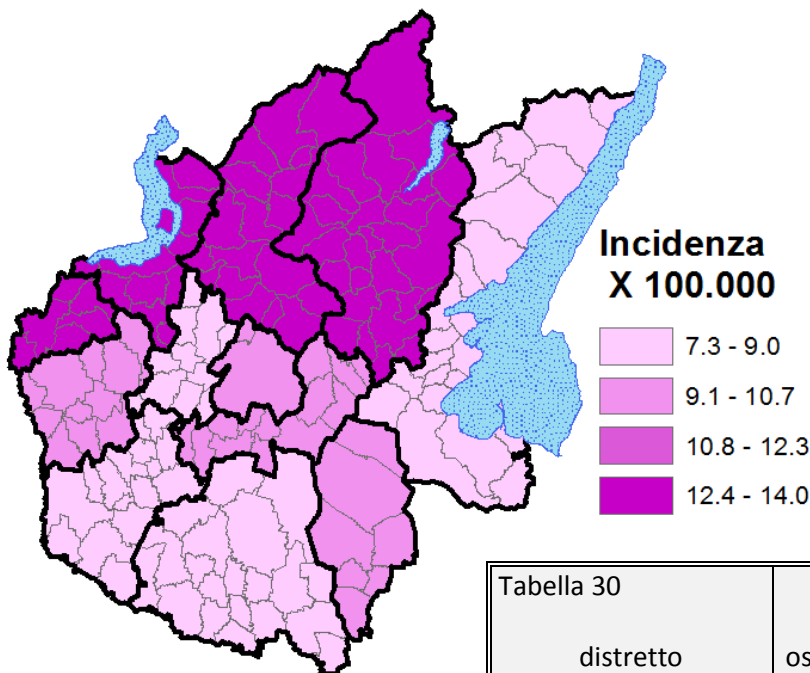 Incidenza
X 100.000
7.3 - 9.0
9.1 - 10.7
10.8 - 12.3
12.4 - 14.0
Tabella 30
distretto
os